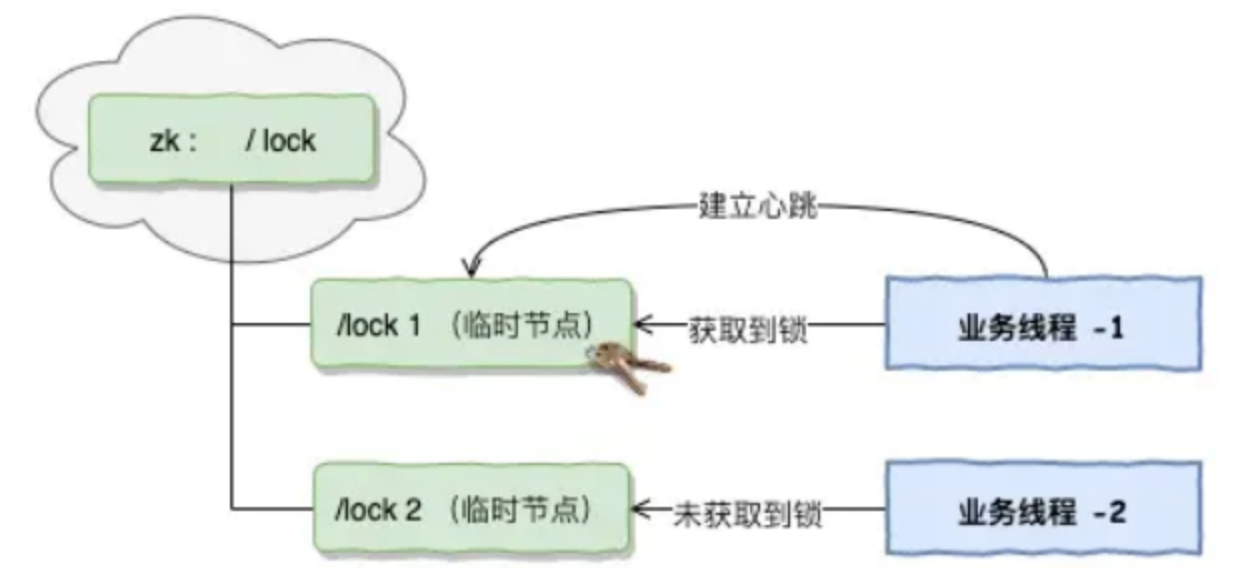 zk :    / lock
建立心跳
/lock 1 （临时节点）
获取到锁
业务线程 -1
/lock 2 （临时节点）
未获取到锁
业务线程 -2